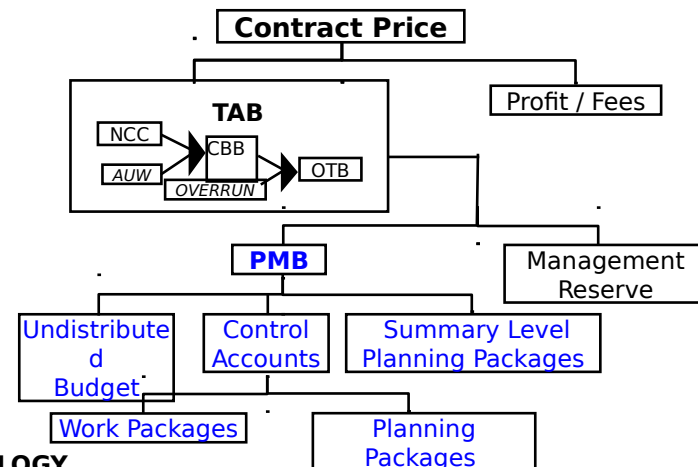 Contract Price
Profit / Fees
TAB
NCC
CBB
AUW
OVERRUN
OTB
PMB
Management
Reserve
Undistribute
d
Budget
Control
Accounts
Summary Level
Planning Packages
Work Packages
Planning
Packages
LOGY